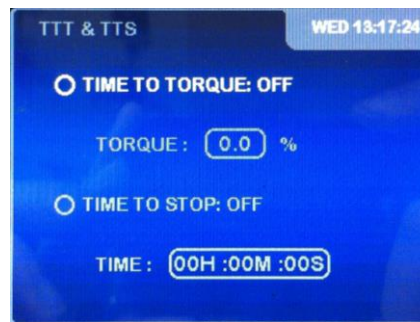 TTT & TTS
WED 13:17:24
TIME TO TORQUE: OFF
TORQUE: 0.0 %
TIME TO STOP: OFF
TIME: 00H :00M :00S